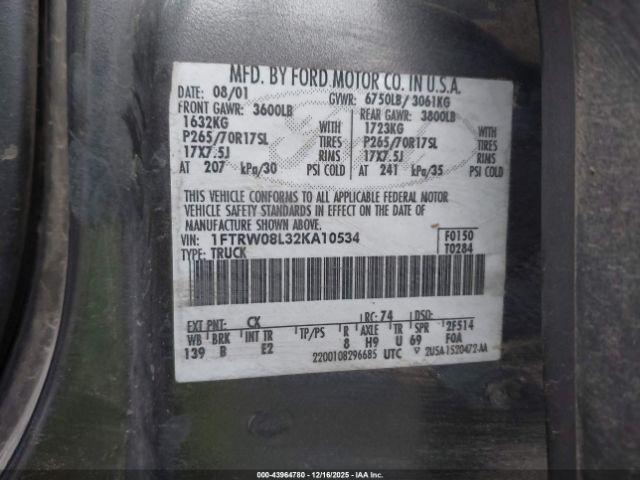 MFD. BY FORD MOTOR CO. IN U.S.A.
DATE: 08/01 GVWR: 6750LB/ 3061KG
FRONT GAWR: 3600LB REAR GAWR: 3800LB
1632KG WITH 1723KG WITH
P265/70R17SL TIRES P265/70R17SL TIRES
17X7.5J RIMS 17X7.5J RIMS
AT 207 kPa/30 PSI COLD AT 241 kPa/35 PSI COLD
THIS VEHICLE CONFORMS TO ALL APPLICABLE FEDERAL MOTOR
VEHICLE SAFETY STANDARDS IN EFFECT ON THE DATE OF
MANUFACTURE SHOWN ABOVE.
VIN: 1FTRW08L32KA10534 F0150
TYPE: TRUCK T0284
EXT PNT: CK RC: 74 DSO:
WB BRK INT TR TP/PS R AXLE TR SPR 2F514
139 B E2 8 H9 U 69 F0A
2200108296685 UTC 2U5A-1520472-AA
000-43964780 | 12/16/2025 | IAA Inc.